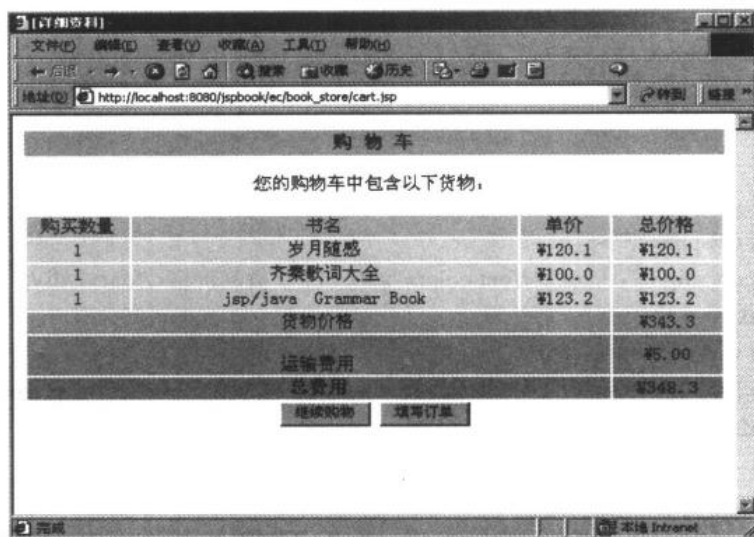 [详细资料]
文件(F) 编辑(E) 查看(V) 收藏(A) 工具(T) 帮助(H)
后退 搜索 收藏 历史
地址(D) http://localhost:8080/jspbook/ec/book_store/cart.jsp 转到 链接 »
购 物 车
您的购物车中包含以下货物:
购买数量 书名 单价 总价格
1 岁月随感 ¥120.1 ¥120.1
1 齐秦歌词大全 ¥100.0 ¥100.0
1 jsp/java Grammar Book ¥123.2 ¥123.2
货物价格 ¥343.3
运输费用 ¥5.00
总费用 ¥348.3
继续购物 填写订单
完成 本地 Intranet